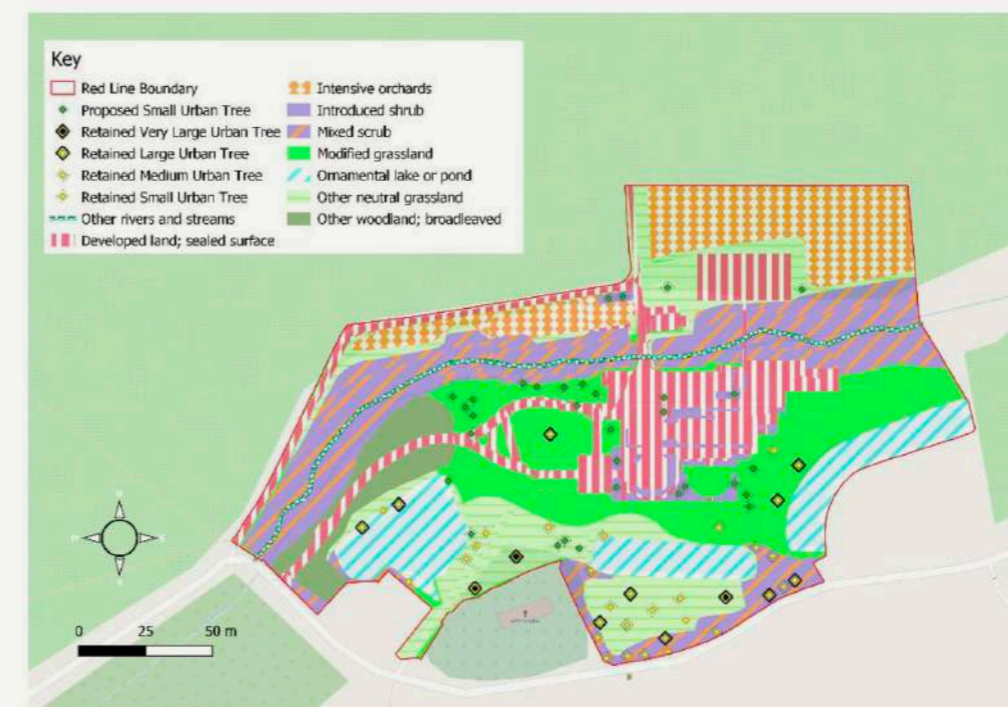 Key
Red Line Boundary
Proposed Small Urban Tree
Retained Very Large Urban Tree
Retained Large Urban Tree
Retained Medium Urban Tree
Retained Small Urban Tree
Other rivers and streams
Developed land; sealed surface
Intensive orchards
Introduced shrub
Mixed scrub
Modified grassland
Ornamental lake or pond
Other neutral grassland
Other woodland; broadleaved
0 25 50 m